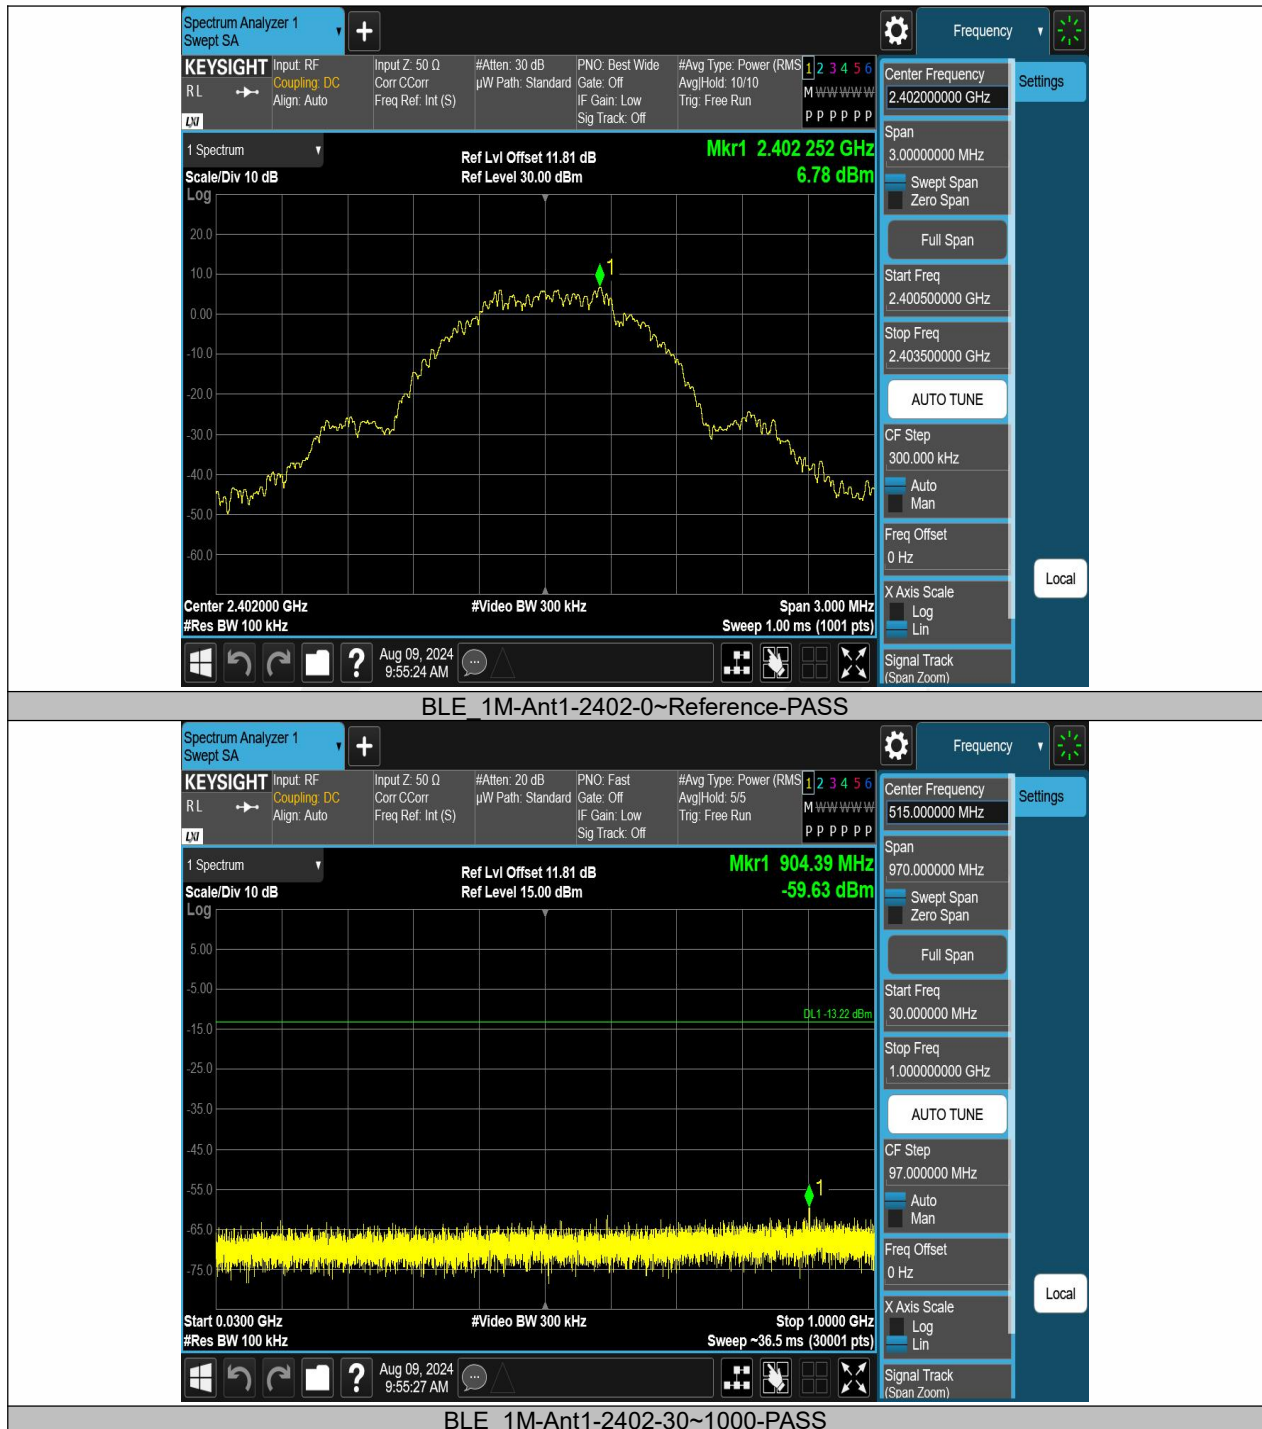 Spectrum Analyzer 1
Swept SA
Frequency
KEYSIGHT
RL
LXI
Input: RF
Coupling: DC
Align: Auto
Input Z: 50 Ω
Corr CCorr
Freq Ref: Int (S)
#Atten: 30 dB
µW Path: Standard
PNO: Best Wide
Gate: Off
IF Gain: Low
Sig Track: Off
#Avg Type: Power (RMS
Avg|Hold: 10/10
Trig: Free Run
1 2 3 4 5 6
M W W W W W
P P P P P P
1 Spectrum
Scale/Div 10 dB
Log
Ref Lvl Offset 11.81 dB
Ref Level 30.00 dBm
Mkr1 2.402 252 GHz
6.78 dBm
20.0
10.0
0.00
-10.0
-20.0
-30.0
-40.0
-50.0
-60.0
1
Center 2.402000 GHz
#Res BW 100 kHz
#Video BW 300 kHz
Span 3.000 MHz
Sweep 1.00 ms (1001 pts)
Aug 09, 2024
9:55:24 AM
Center Frequency
2.402000000 GHz
Span
3.00000000 MHz
Swept Span
Zero Span
Full Span
Start Freq
2.400500000 GHz
Stop Freq
2.403500000 GHz
AUTO TUNE
CF Step
300.000 kHz
Auto
Man
Freq Offset
0 Hz
X Axis Scale
Log
Lin
Signal Track
(Span Zoom)
Settings
Local
BLE_1M-Ant1-2402-0~Reference-PASS
Spectrum Analyzer 1
Swept SA
Frequency
KEYSIGHT
RL
LXI
Input: RF
Coupling: DC
Align: Auto
Input Z: 50 Ω
Corr CCorr
Freq Ref: Int (S)
#Atten: 20 dB
µW Path: Standard
PNO: Fast
Gate: Off
IF Gain: Low
Sig Track: Off
#Avg Type: Power (RMS
Avg|Hold: 5/5
Trig: Free Run
1 2 3 4 5 6
M W W W W W
P P P P P P
1 Spectrum
Scale/Div 10 dB
Log
Ref Lvl Offset 11.81 dB
Ref Level 15.00 dBm
Mkr1 904.39 MHz
-59.63 dBm
5.00
-5.00
-15.0
-25.0
-35.0
-45.0
-55.0
-65.0
-75.0
DL1 -13.22 dBm
1
Start 0.0300 GHz
#Res BW 100 kHz
#Video BW 300 kHz
Stop 1.0000 GHz
Sweep ~36.5 ms (30001 pts)
Aug 09, 2024
9:55:27 AM
Center Frequency
515.000000 MHz
Span
970.000000 MHz
Swept Span
Zero Span
Full Span
Start Freq
30.000000 MHz
Stop Freq
1.000000000 GHz
AUTO TUNE
CF Step
97.000000 MHz
Auto
Man
Freq Offset
0 Hz
X Axis Scale
Log
Lin
Signal Track
(Span Zoom)
Settings
Local
BLE_1M-Ant1-2402-30~1000-PASS